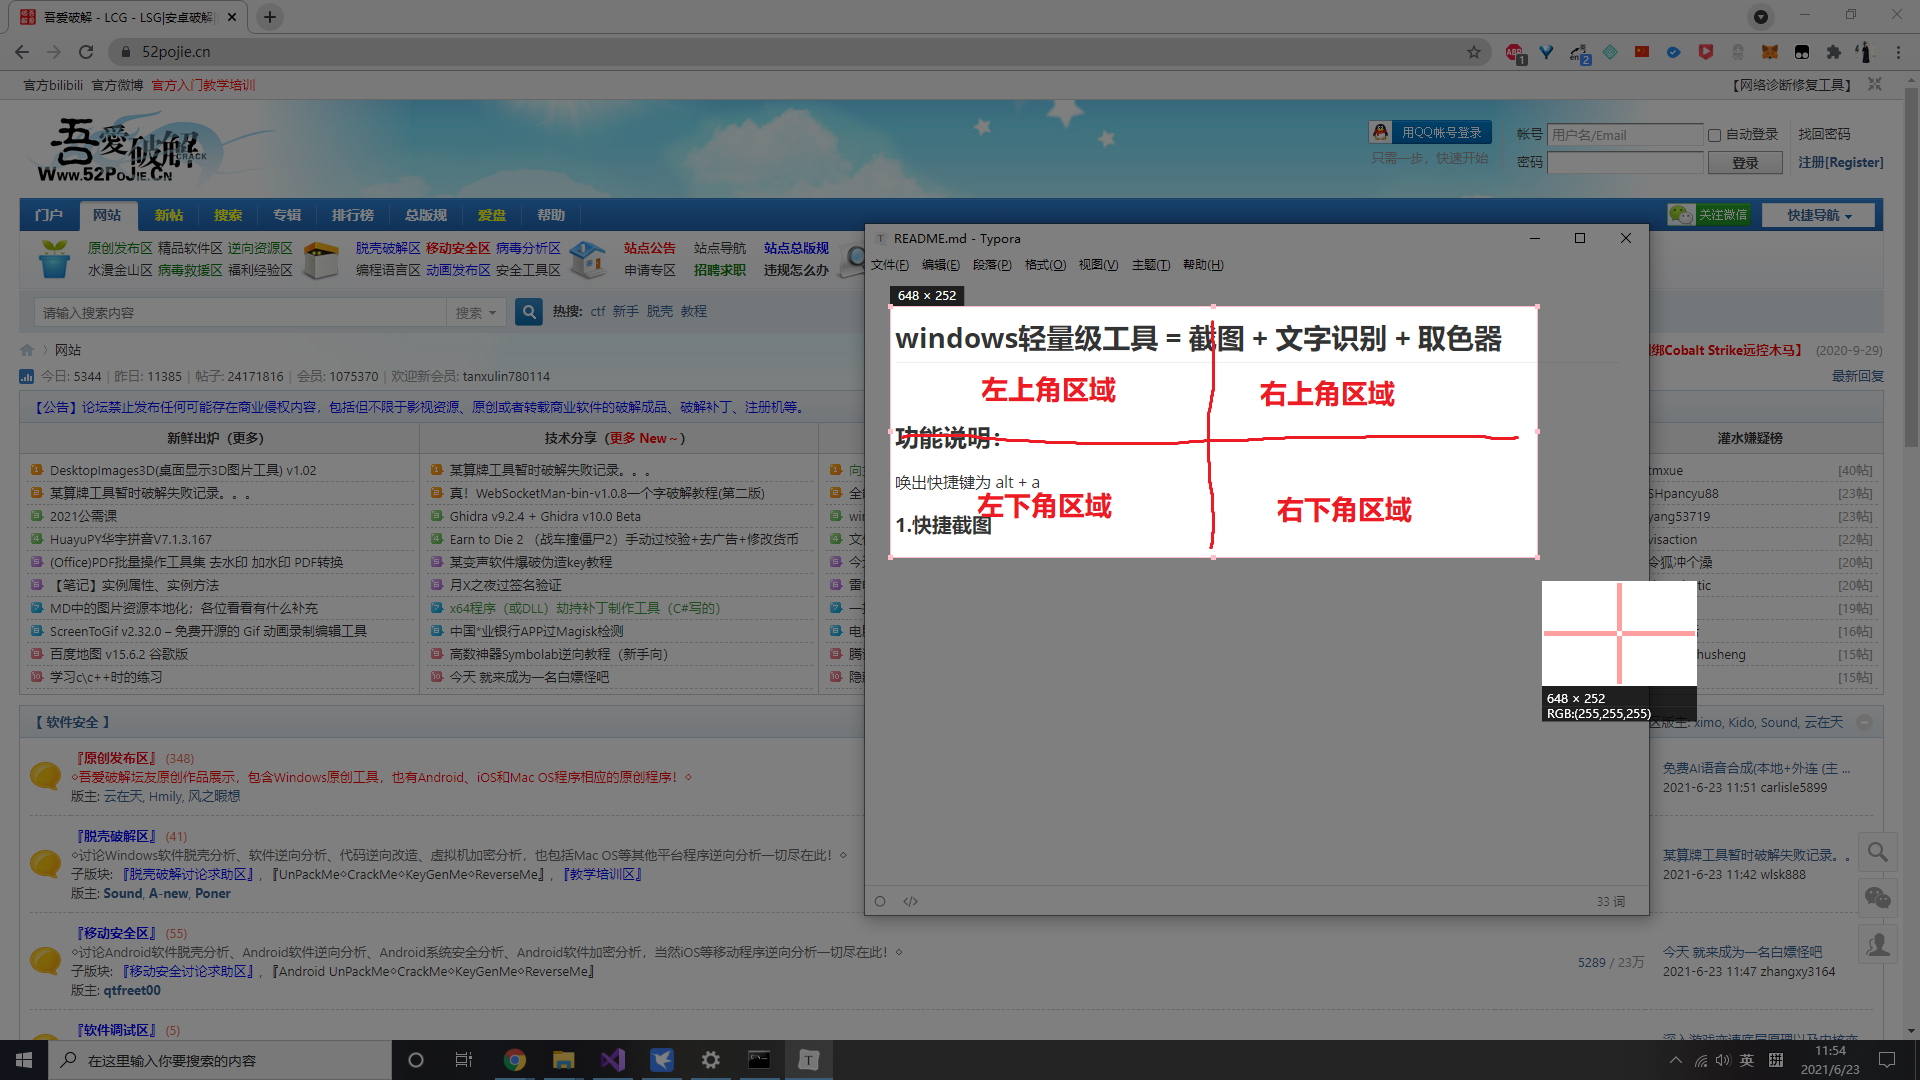 吾爱破解 - LCG - LSG|安卓破解
52pojie.cn
官方bilibili 官方微博 官方入门教学培训
【网络诊断修复工具】
吾愛破解
CRACK
WWW.52POJIE.CN
用QQ帐号登录
只需一步，快速开始
帐号 用户名/Email 自动登录 找回密码
密码 登录 注册[Register]
门户 网站 新帖 搜索 专辑 排行榜 总版规 爱盘 帮助
关注微信 快捷导航
原创发布区 精品软件区 逆向资源区
水漫金山区 病毒救援区 福利经验区
脱壳破解区 移动安全区 病毒分析区
编程语言区 动画发布区 安全工具区
站点公告 站点导航 站点总版规
申请专区 招聘求职 违规怎么办
请输入搜索内容 搜索 热搜: ctf 新手 脱壳 教程
网站
绑Cobalt Strike远控木马】 (2020-9-29)
今日: 5344 | 昨日: 11385 | 帖子: 24171816 | 会员: 1075370 | 欢迎新会员: tanxulin780114
最新回复
【公告】论坛禁止发布任何可能存在商业侵权内容，包括但不限于影视资源、原创或者转载商业软件的破解成品、破解补丁、注册机等。
新鲜出炉（更多）
1 DesktopImages3D(桌面显示3D图片工具) v1.02
2 某算牌工具暂时破解失败记录。。。
3 2021公需课
4 HuayuPY华宇拼音V7.1.3.167
5 (Office)PDF批量操作工具集 去水印 加水印 PDF转换
6 【笔记】实例属性、实例方法
7 MD中的图片资源本地化；各位看看有什么补充
8 ScreenToGif v2.32.0 – 免费开源的 Gif 动画录制编辑工具
9 百度地图 v15.6.2 谷歌版
10 学习c\c++时的练习
技术分享（更多 New ~ ）
1 某算牌工具暂时破解失败记录。。。
2 真！WebSocketMan-bin-v1.0.8一个字破解教程(第二版)
3 Ghidra v9.2.4 + Ghidra v10.0 Beta
4 Earn to Die 2 （战车撞僵尸2）手动过校验+去广告+修改货币
5 某变声软件爆破伪造key教程
6 月X之夜过签名验证
7 x64程序（或DLL）劫持补丁制作工具（C#写的）
8 中国*业银行APP过Magisk检测
9 高数神器Symbolab逆向教程（新手向）
10 今天 就来成为一名白嫖怪吧
灌水嫌疑榜
tmxue [40帖]
SHpancyu88 [23帖]
yang53719 [23帖]
visaction [22帖]
令狐冲个澡 [20帖]
tic [20帖]
[19帖]
[16帖]
husheng [15帖]
[15帖]
README.md - Typora
文件(F) 编辑(E) 段落(P) 格式(O) 视图(V) 主题(T) 帮助(H)
648 × 252
windows轻量级工具 = 截图 + 文字识别 + 取色器
左上角区域 右上角区域
功能说明：
唤出快捷键为 alt + a
左下角区域 右下角区域
1.快捷截图
648 × 252
RGB:(255,255,255)
33 词
【 软件安全 】
区版主: ximo, Kido, Sound, 云在天
『原创发布区』 (348)
◇吾爱破解坛友原创作品展示，包含Windows原创工具，也有Android、iOS和Mac OS程序相应的原创程序！◇
版主: 云在天, Hmily, 风之暇想
免费AI语音合成(本地+外连 (主 ...
2021-6-23 11:51 carlisle5899
『脱壳破解区』 (41)
◇讨论Windows软件脱壳分析、软件逆向分析、代码逆向改造、虚拟机加密分析，也包括Mac OS等其他平台程序逆向分析一切尽在此！◇
子版块: 『脱壳破解讨论求助区』, 『UnPackMe◇CrackMe◇KeyGenMe◇ReverseMe』, 『教学培训区』
版主: Sound, A-new, Poner
某算牌工具暂时破解失败记录。。
2021-6-23 11:42 wlsk888
『移动安全区』 (55)
◇讨论Android软件脱壳分析、Android软件逆向分析、Android系统安全分析、Android软件加密分析，当然iOS等移动程序逆向分析一切尽在此！◇
子版块: 『移动安全讨论求助区』, 『Android UnPackMe◇CrackMe◇KeyGenMe◇ReverseMe』
版主: qtfreet00
5289 / 23万
今天 就来成为一名白嫖怪吧
2021-6-23 11:47 zhangxy3164
『软件调试区』 (5)
在这里输入你要搜索的内容
英
11:54
2021/6/23